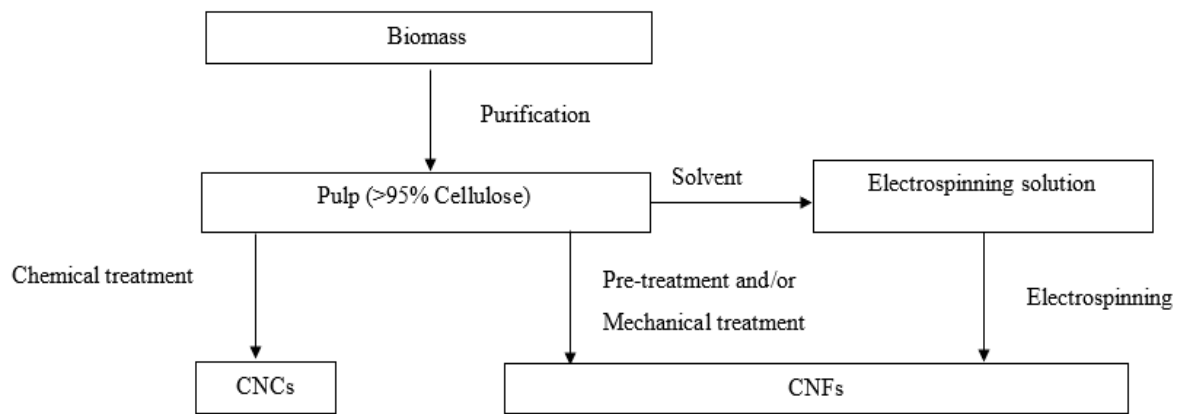 Biomass
Purification
Pulp (>95% Cellulose)
Solvent
Electrospinning solution
Chemical treatment
Pre-treatment and/or
Mechanical treatment
Electrospinning
CNCs
CNFs